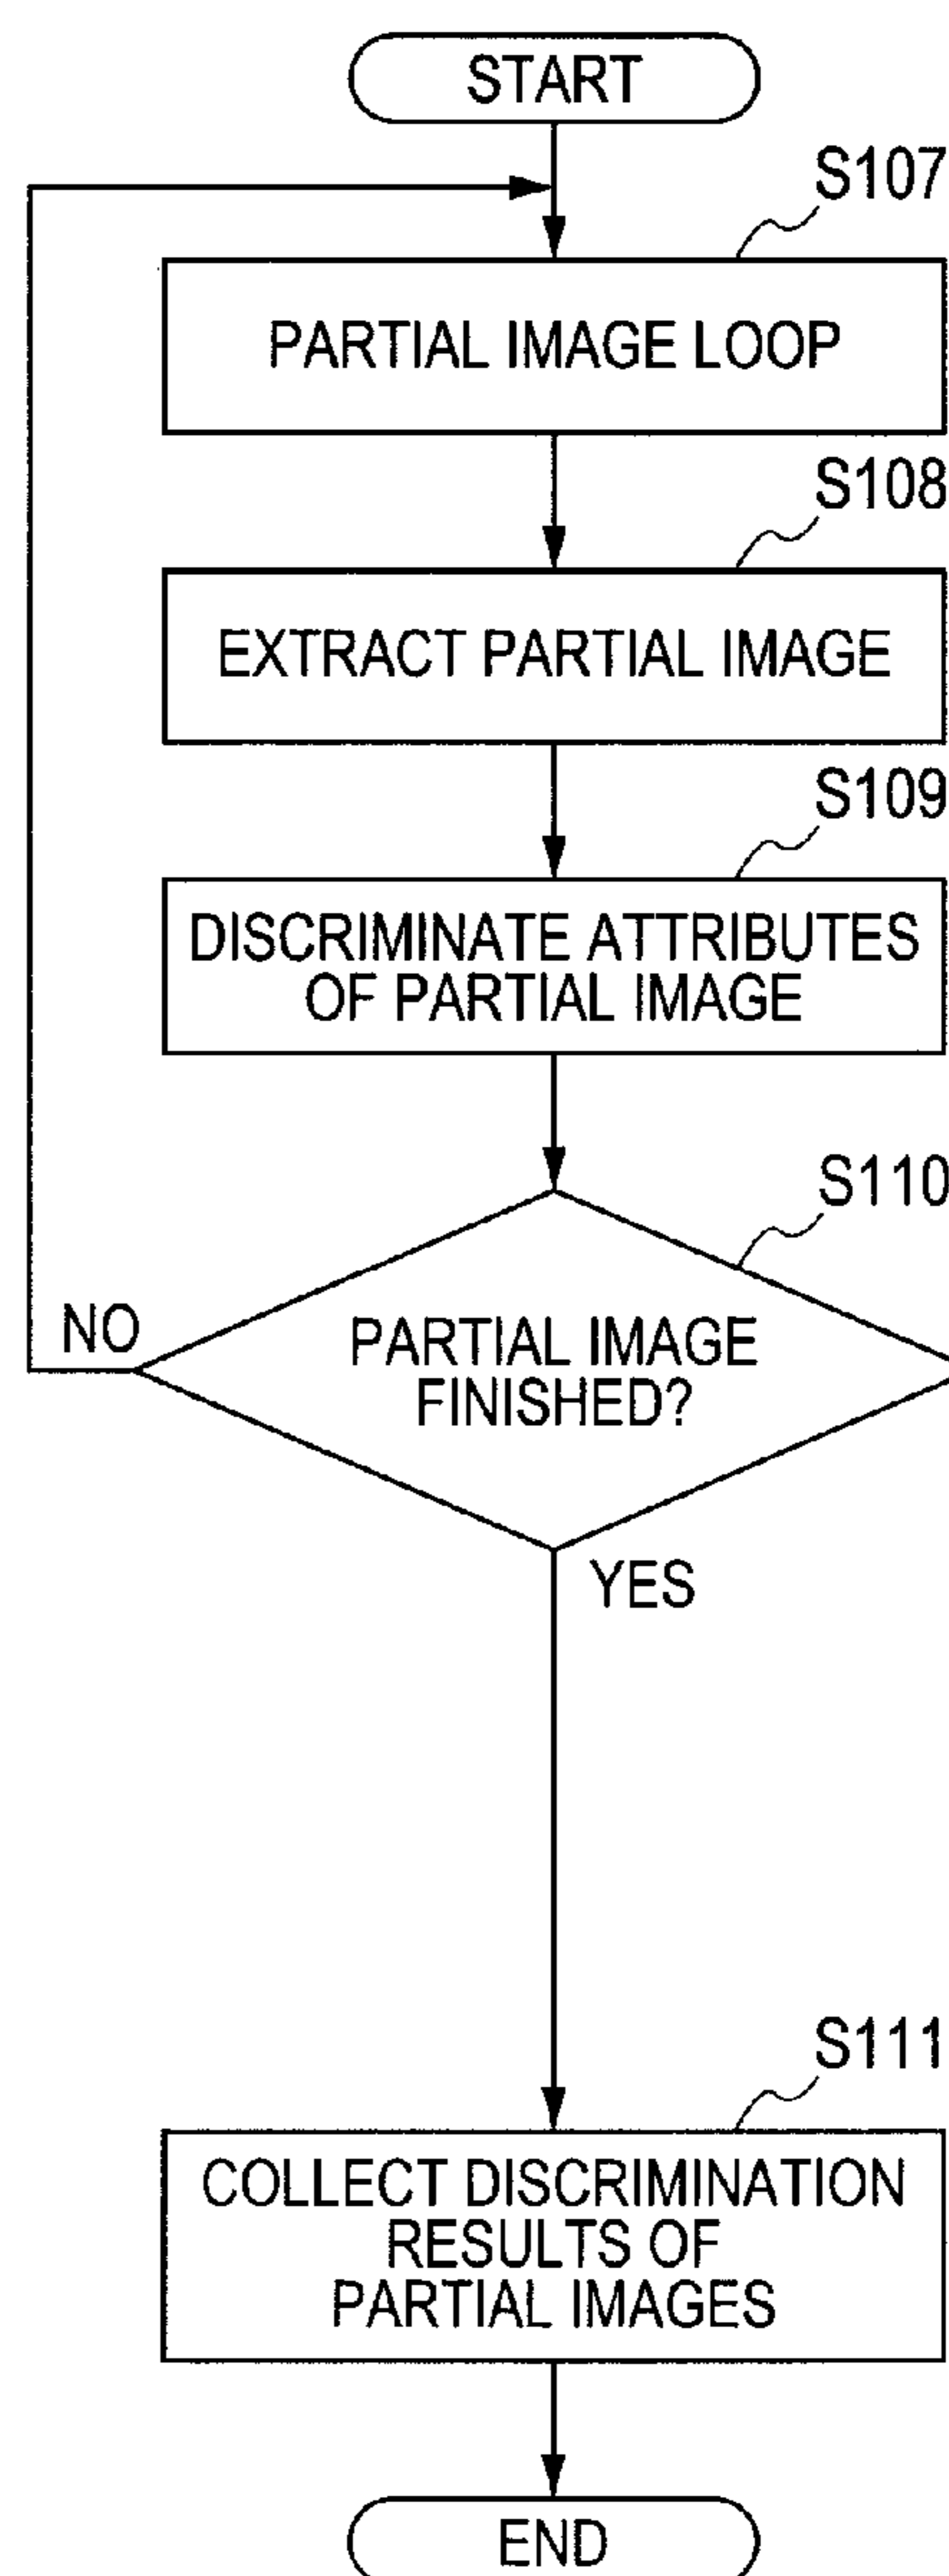 START
S107
PARTIAL IMAGE LOOP
S108
EXTRACT PARTIAL IMAGE
S109
DISCRIMINATE ATTRIBUTES
OF PARTIAL IMAGE
S110
NO
PARTIAL IMAGE
FINISHED?
YES
S111
COLLECT DISCRIMINATION
RESULTS OF
PARTIAL IMAGES
END